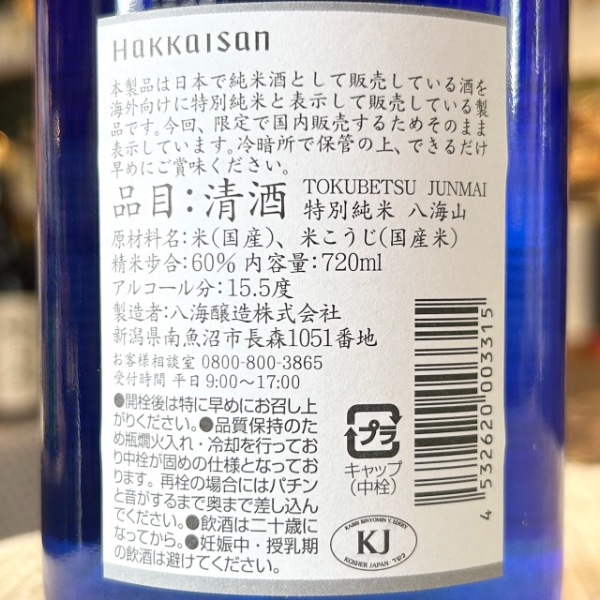 HaKKaISan
本製品は日本で純米酒として販売している酒を
海外向けに特別純米と表示して販売している製
品です。今回、限定で国内販売するためそのまま
表示しています。冷暗所で保管の上、できるだけ
早めにご賞味ください。
品目:清酒 TOKUBETSU JUNMAI
特別純米 八海山
原材料名:米(国産)、米こうじ(国産米)
精米歩合:60% 内容量:720ml
アルコール分:15.5度
製造者:八海醸造株式会社
新潟県南魚沼市長森1051番地
お客様相談室 0800-800-3865
受付時間 平日 9:00〜17:00
●開栓後は特に早めにお召し上
がりください。●品質保持のた
め瓶燗火入れ・冷却を行ってお
り中栓が固めの仕様となってお
ります。再栓の場合にはパチン
と音がするまで奥まで差し込ん
でください。●飲酒は二十歳に
なってから。●妊娠中・授乳期
の飲酒は避けてください。
プラ
キャップ
(中栓)
4 532620 003315
RABBI BINYOMIN Y. EDERY
KJ
KOSHER JAPAN · כשר